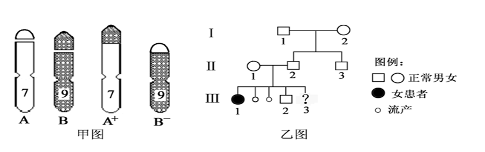 I
1 2
II
1 2 3
III
1 2 ? 3
7 9 7 9
A B A⁺ B⁻
甲图
乙图
图例:
正常男女
女患者
流产